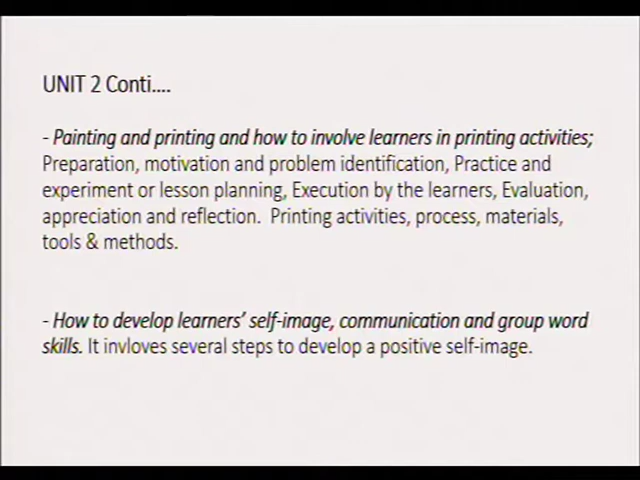 UNIT 2 Conti....
- Painting and printing and how to involve learners in printing activities;
Preparation, motivation and problem identification, Practice and
experiment or lesson planning, Execution by the learners, Evaluation,
appreciation and reflection.  Printing activities, process, materials,
tools & methods.
- How to develop learners' self-image, communication and group word
skills. It invloves several steps to develop a positive self-image.